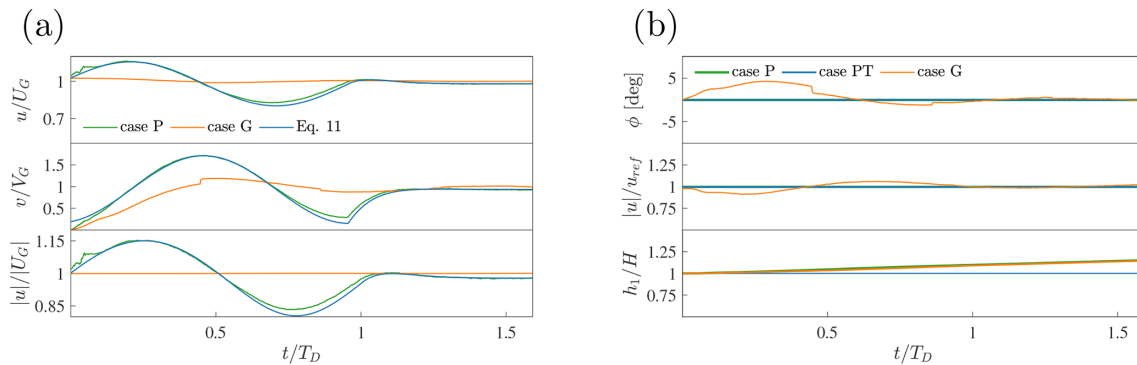 (a)
u/U_G
1
0.7
case P case G Eq. 11
v/V_G
1.5
1
0.5
|u|/|U_G|
1.15
1
0.85
0.5 1 1.5
t/T_D
(b)
case P case PT case G
ϕ [deg]
5
-5
|u|/u_{ref}
1.25
1
0.75
h_1/H
1.25
1
0.75
0.5 1 1.5
t/T_D